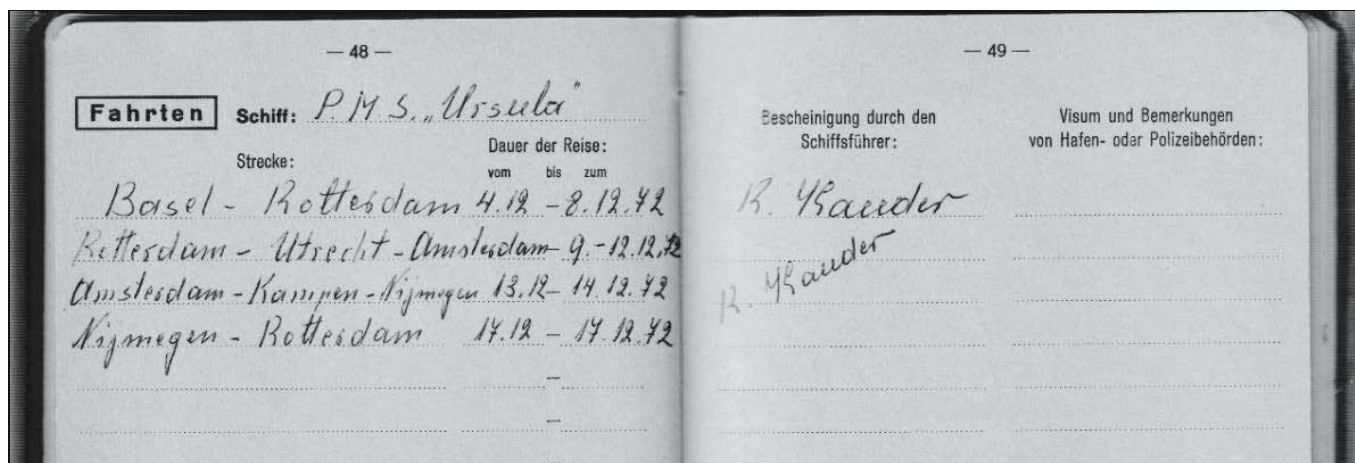 — 48 —
Fahrten Schiff: P.M.S. „Ursula"
Strecke: Dauer der Reise:
vom bis zum
Basel - Rotterdam 4.12 - 8.12.72
Rotterdam - Utrecht - Amsterdam - 9. - 12.12.72
Amsterdam - Kampen - Nijmegen 13.12 - 14.12.72
Nijmegen - Rotterdam 17.12 - 17.12.72
— 49 —
Bescheinigung durch den
Schiffsführer:
Visum und Bemerkungen
von Hafen- oder Polizeibehörden:
R. Kander
R. Kander